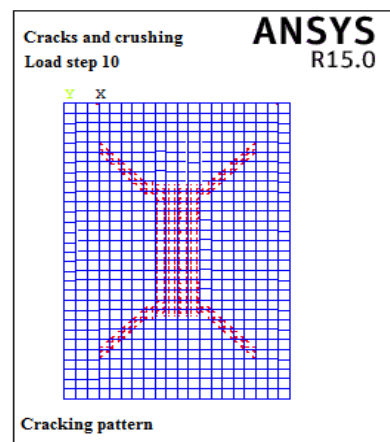 Cracks and crushing
Load step 10
ANSYS
R15.0
Y X
Cracking pattern